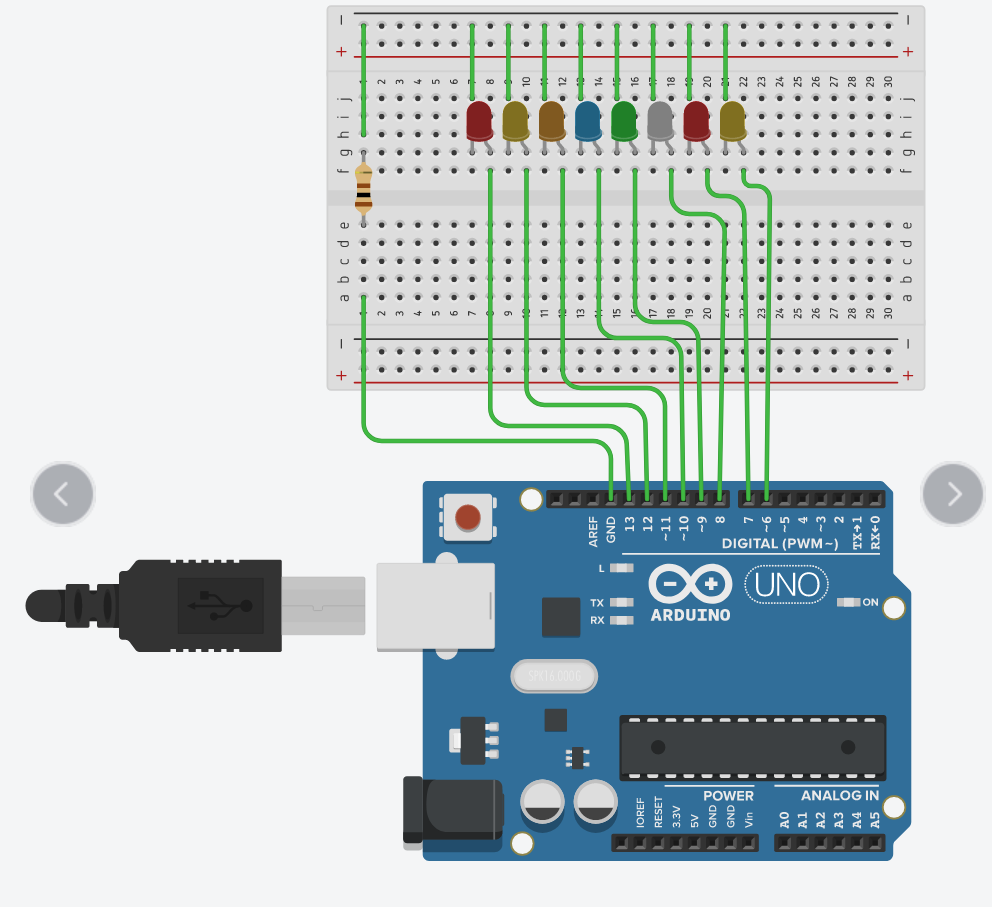 − −
+ +
1 2 3 4 5 6 7 8 9 10 11 12 13 14 15 16 17 18 19 20 21 22 23 24 25 26 27 28 29 30
j j
i i
h h
g g
f f
e e
d d
c c
b b
a a
1 2 3 4 5 6 7 8 9 10 11 12 13 14 15 16 17 18 19 20 21 22 23 24 25 26 27 28 29 30
− −
+ +
AREF GND 13 12 ~11 ~10 ~9 8 7 ~6 ~5 4 ~3 2 TX→1 RX←0
DIGITAL (PWM~)
L
UNO
TX
RX
ARDUINO
ON
SPK16.000G
POWER ANALOG IN
IOREF RESET 3.3V 5V GND GND Vin A0 A1 A2 A3 A4 A5